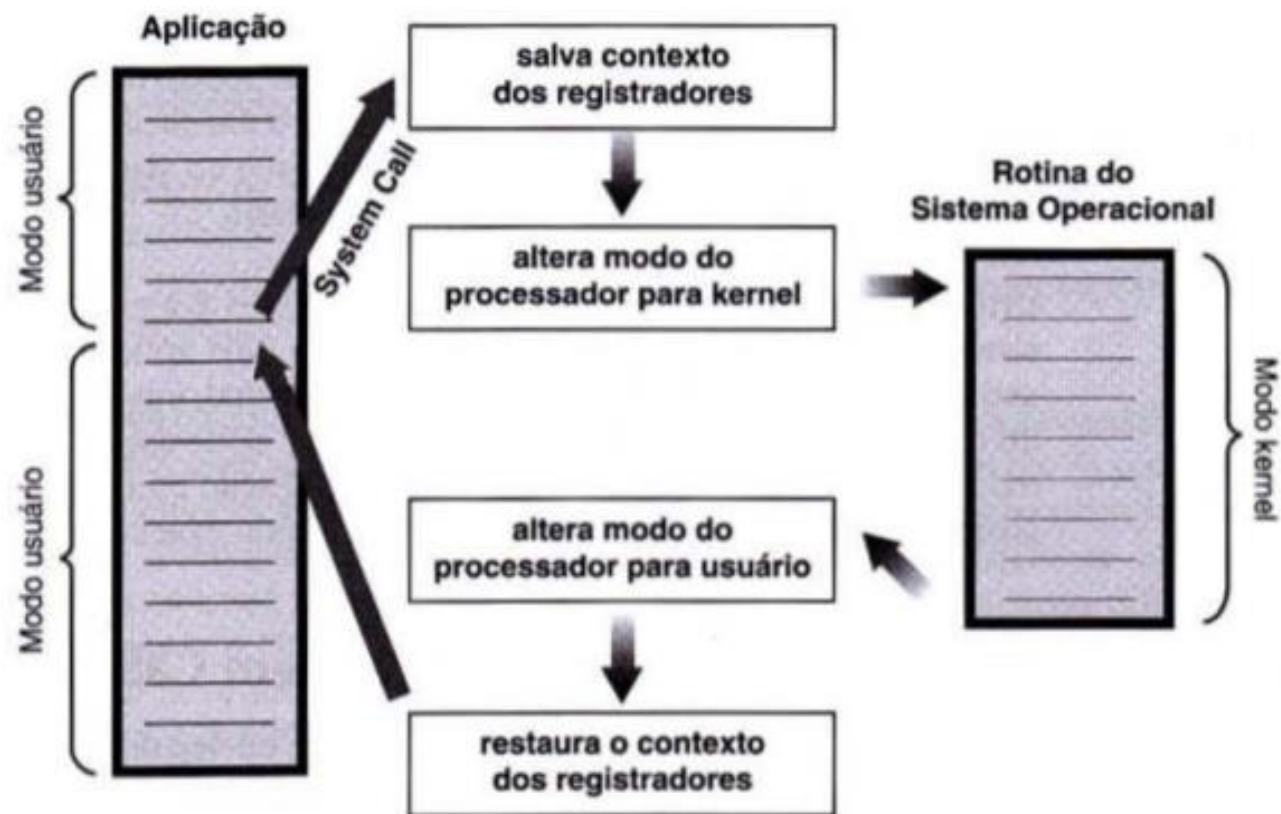 Aplicação
Modo usuário
Modo usuário
System Call
salva contexto
dos registradores
altera modo do
processador para kernel
Rotina do
Sistema Operacional
Modo kernel
altera modo do
processador para usuário
restaura o contexto
dos registradores